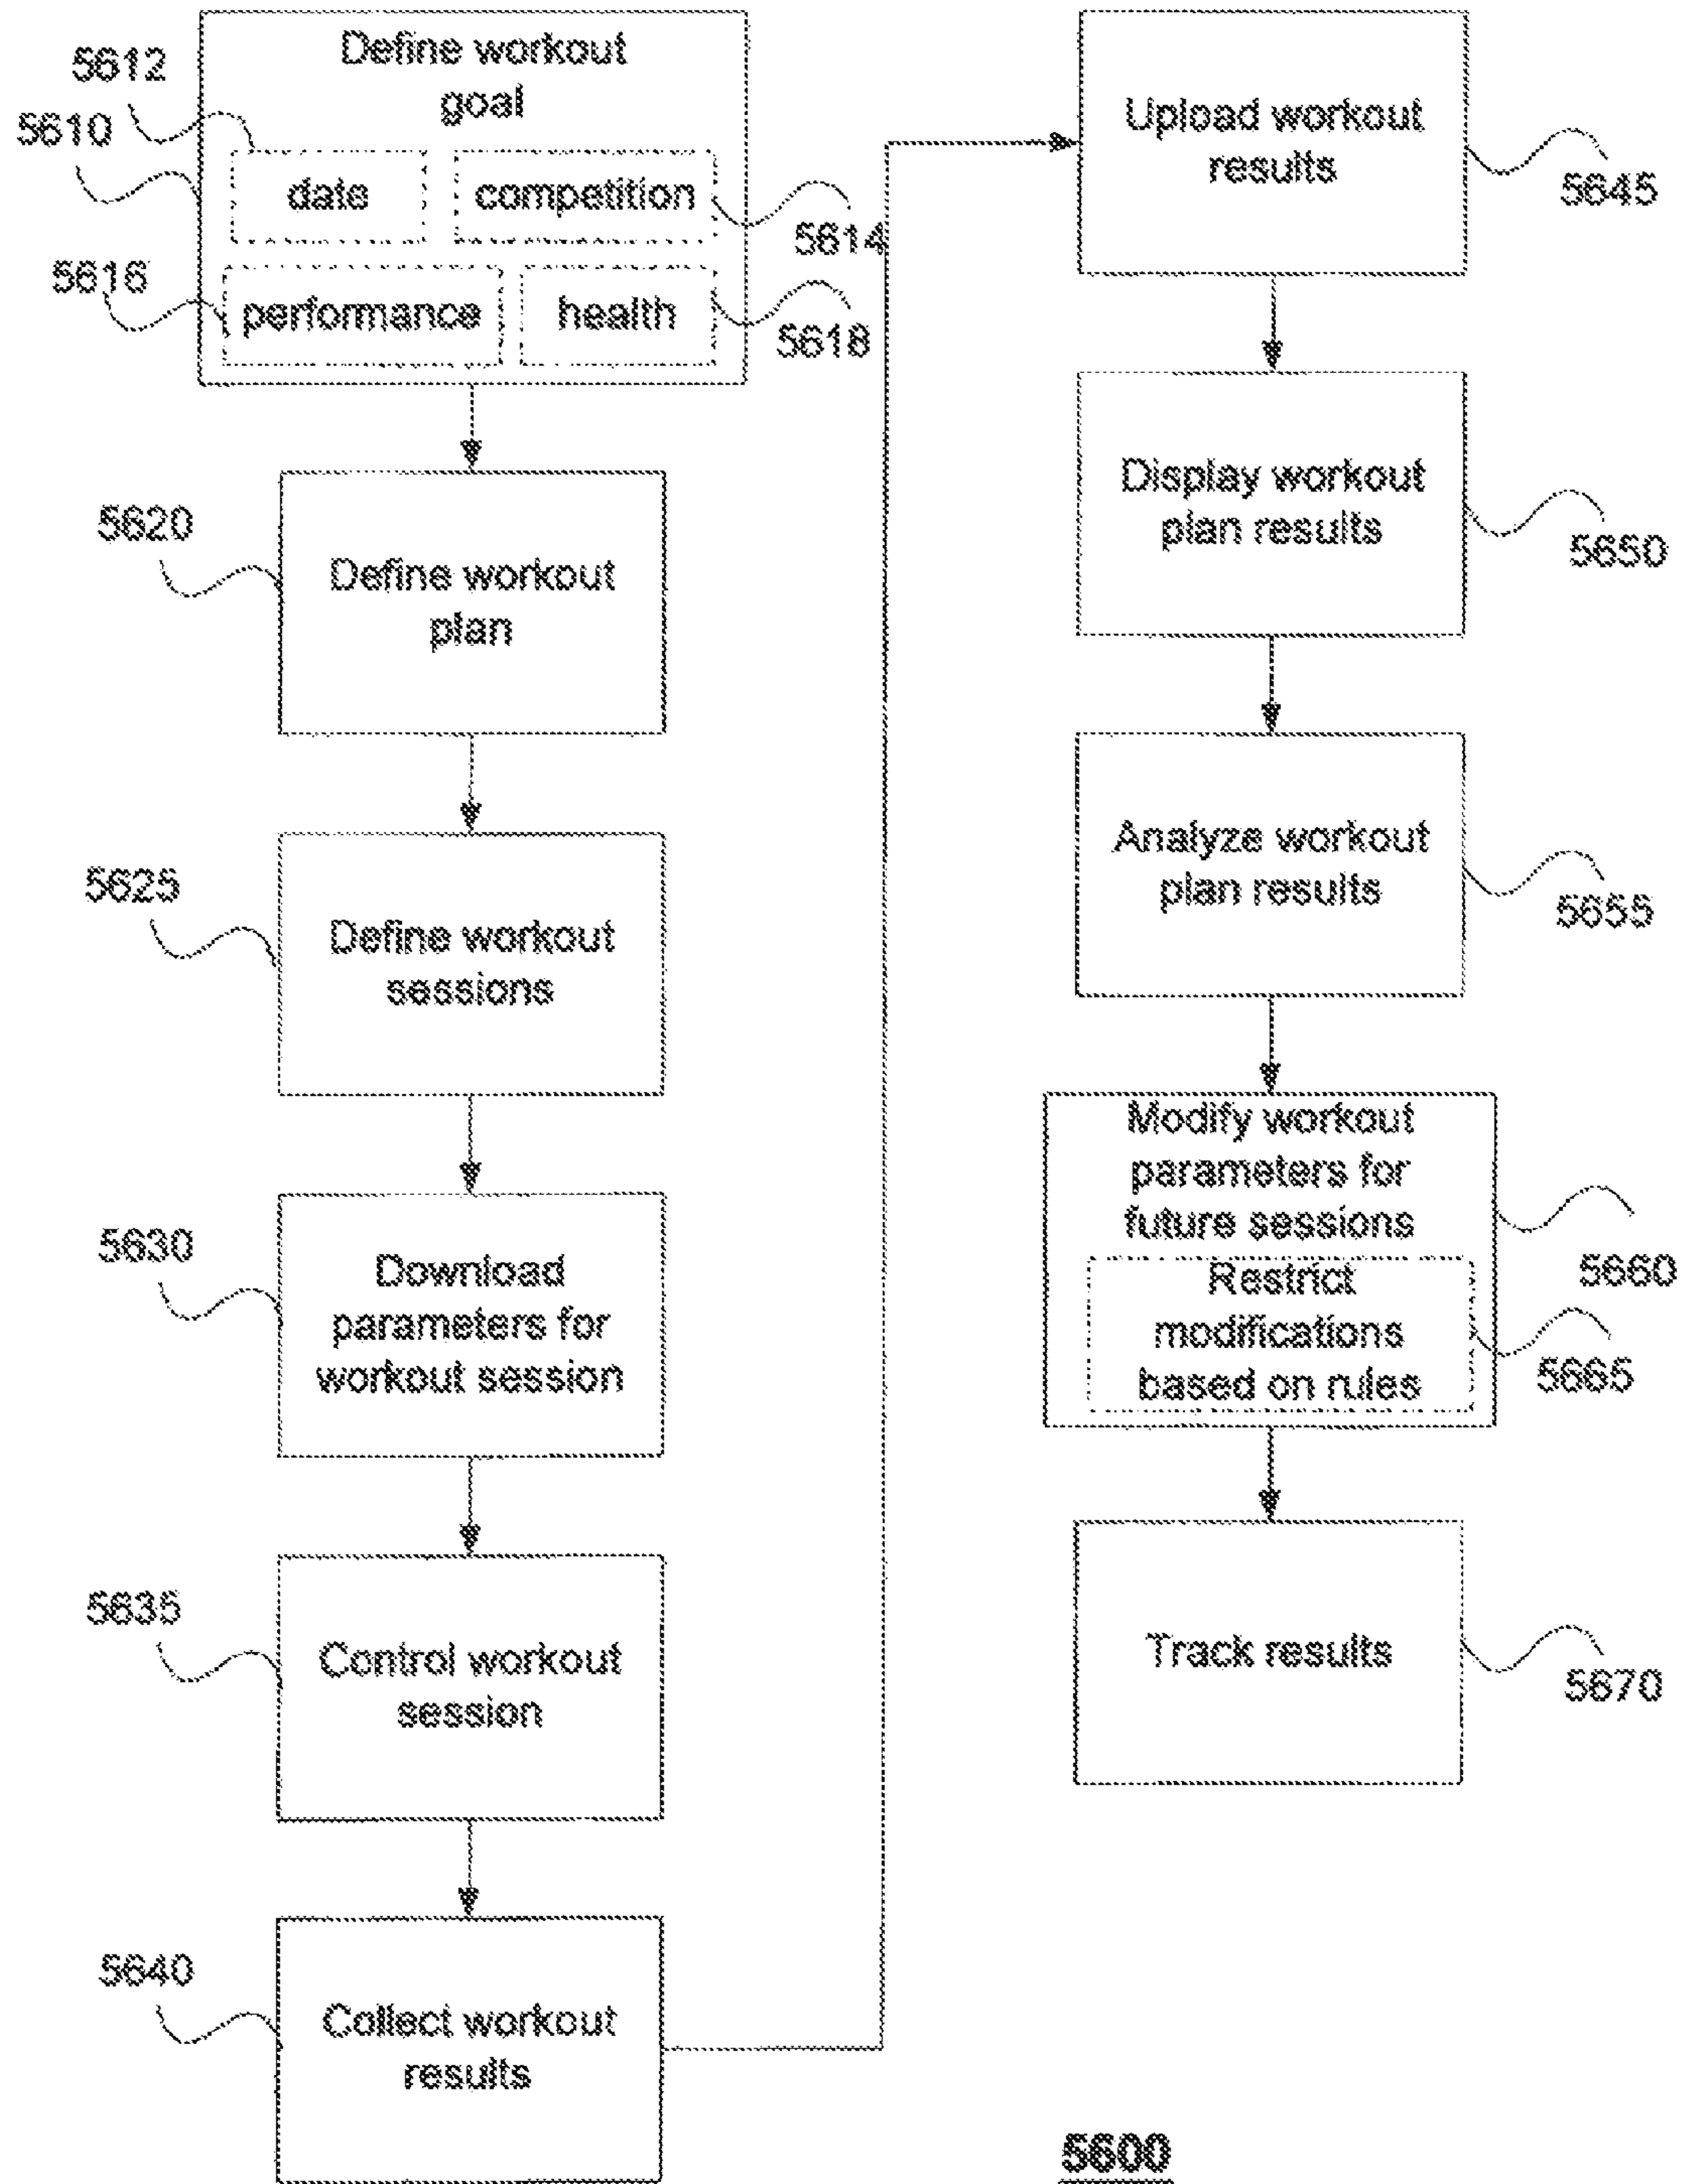 Define workout
goal
5612
5610
date
competition
5614
5616
performance
health
5618
5620
Define workout
plan
5625
Define workout
sessions
5630
Download
parameters for
workout session
5635
Control workout
session
5640
Collect workout
results
Upload workout
results
5645
Display workout
plan results
5650
Analyze workout
plan results
5655
Modify workout
parameters for
future sessions
5660
Restrict
modifications
based on rules
5665
Track results
5670
5600